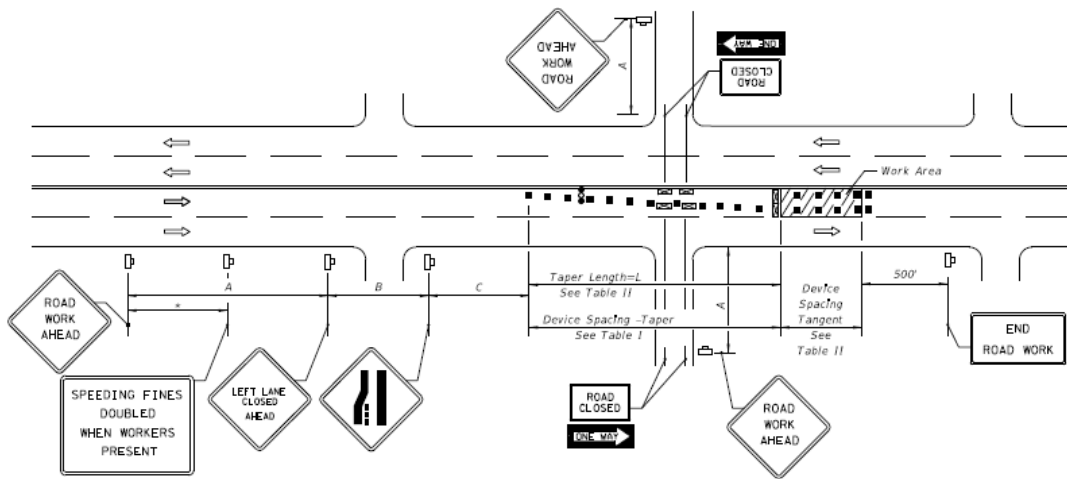 ROAD
WORK
AHEAD
A
ONE WAY
ROAD
CLOSED
Work Area
A
B
C
*
Taper Length=L
See Table II
Device Spacing -Taper
See Table I
A
Device
Spacing
Tangent
See
Table II
500'
ROAD
WORK
AHEAD
SPEEDING FINES
DOUBLED
WHEN WORKERS
PRESENT
LEFT LANE
CLOSED
AHEAD
ROAD
CLOSED
ONE WAY
ROAD
WORK
AHEAD
END
ROAD WORK